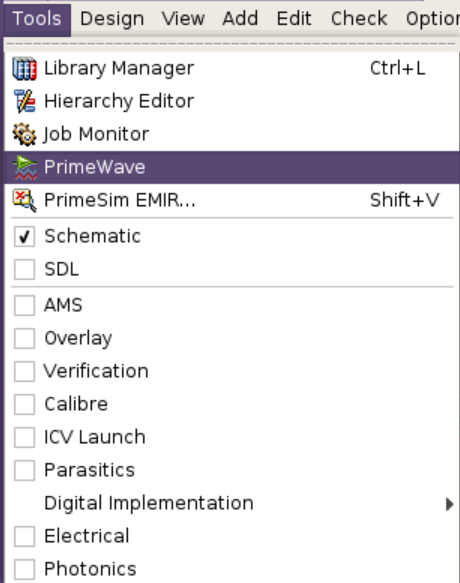 Tools Design View Add Edit Check Option
Library Manager Ctrl+L
Hierarchy Editor
Job Monitor
PrimeWave
PrimeSim EMIR... Shift+V
Schematic
SDL
AMS
Overlay
Verification
Calibre
ICV Launch
Parasitics
Digital Implementation
Electrical
Photonics